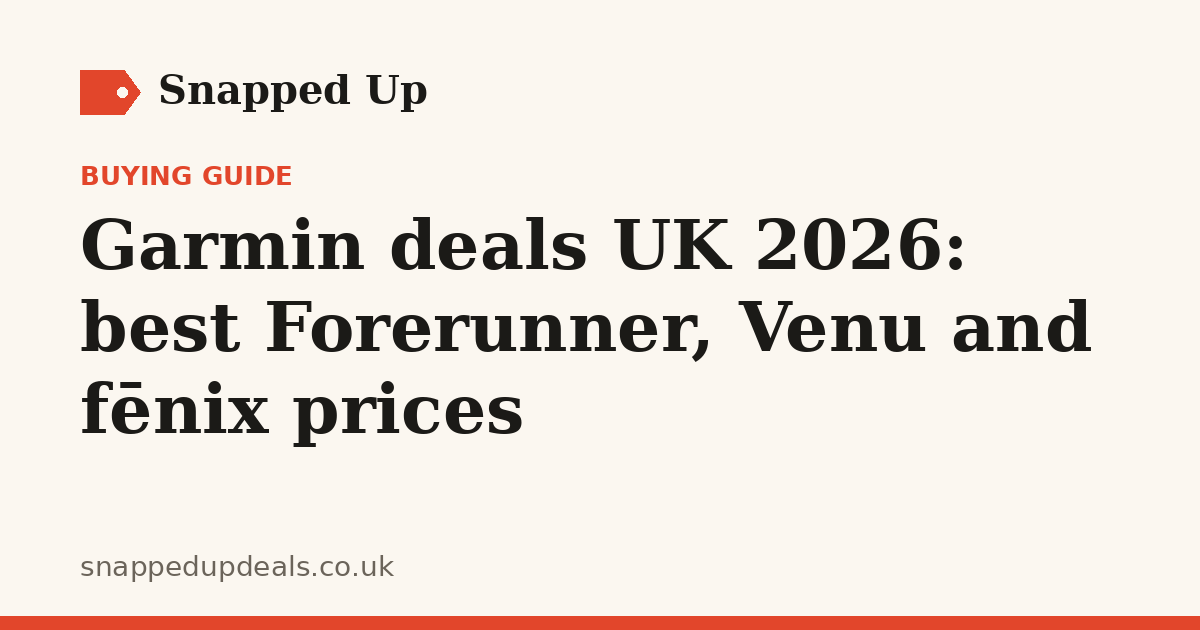 Snapped Up
BUYING GUIDE
Garmin deals UK 2026:
best Forerunner, Venu and
fēnix prices
snappedupdeals.co.uk